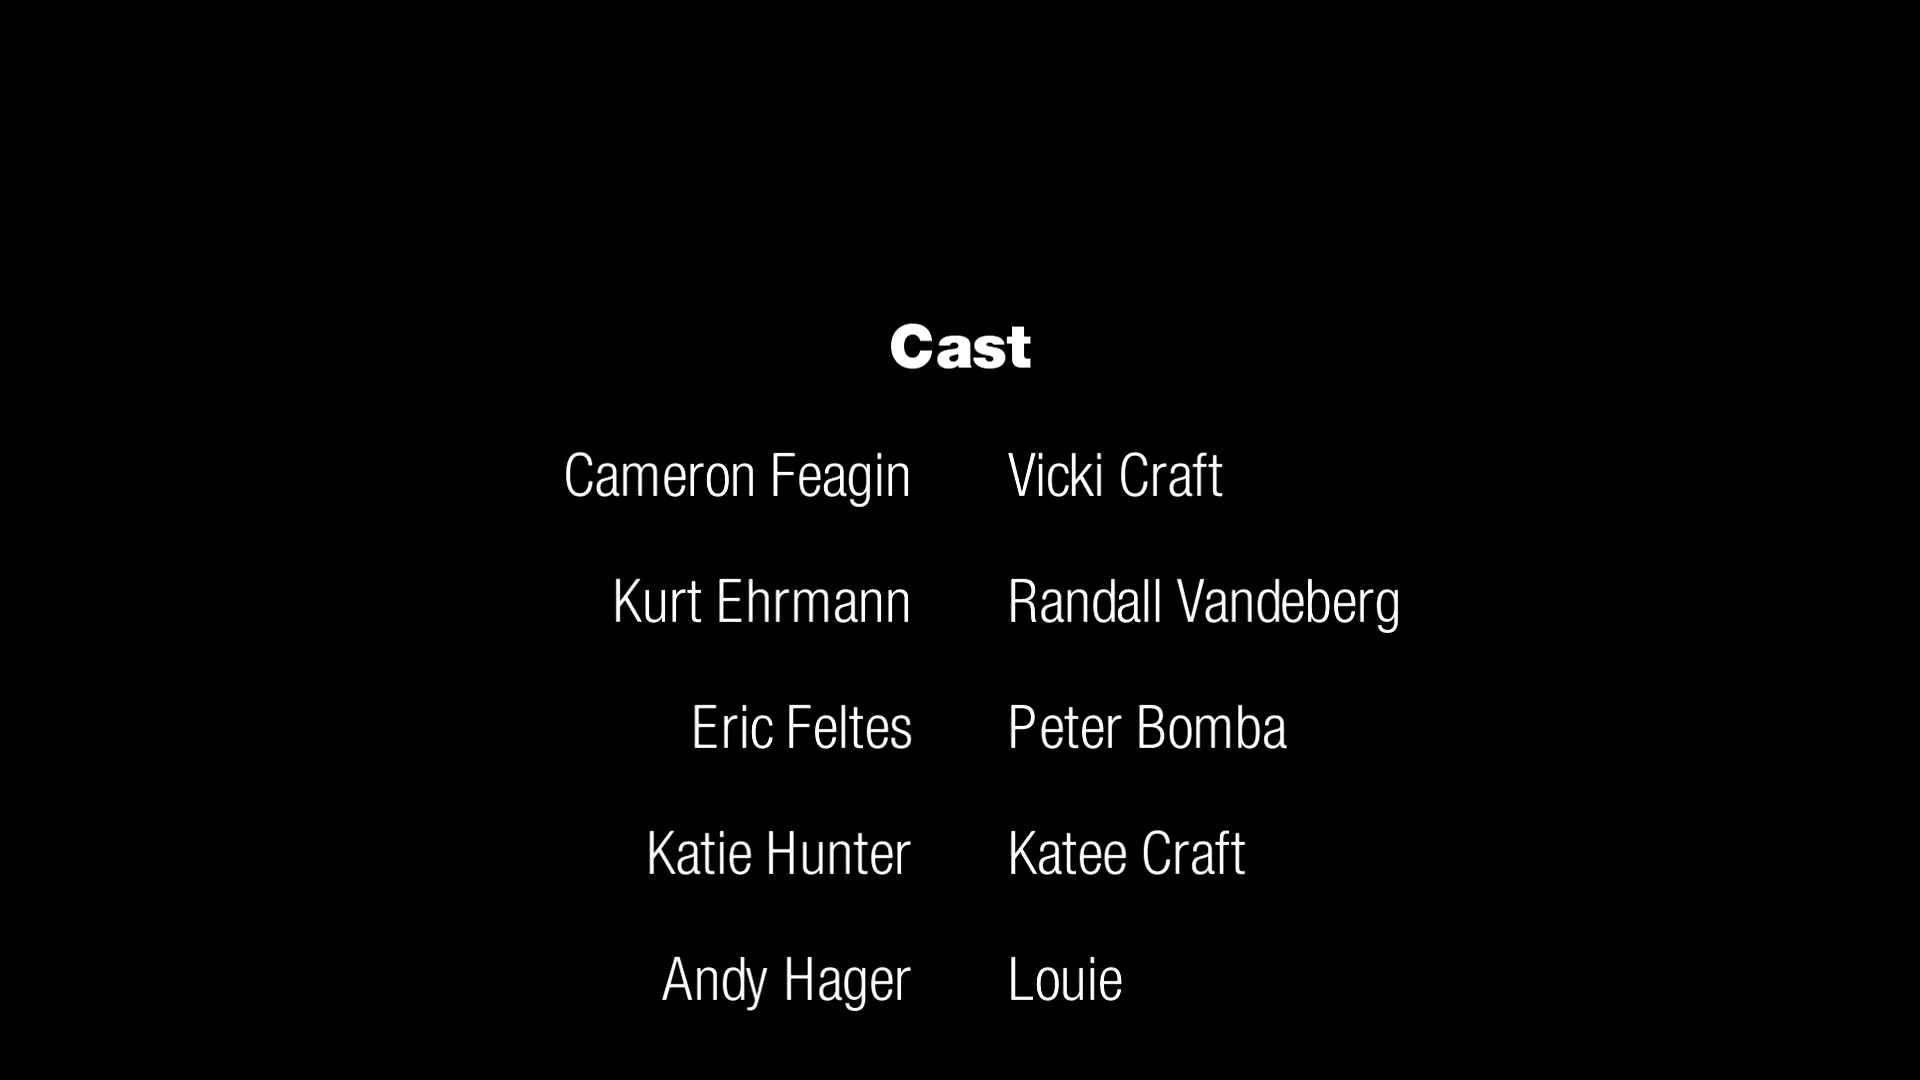 Cast
Cameron Feagin Vicki Craft
Kurt Ehrmann Randall Vandeberg
Eric Feltes Peter Bomba
Katie Hunter Katee Craft
Andy Hager Louie